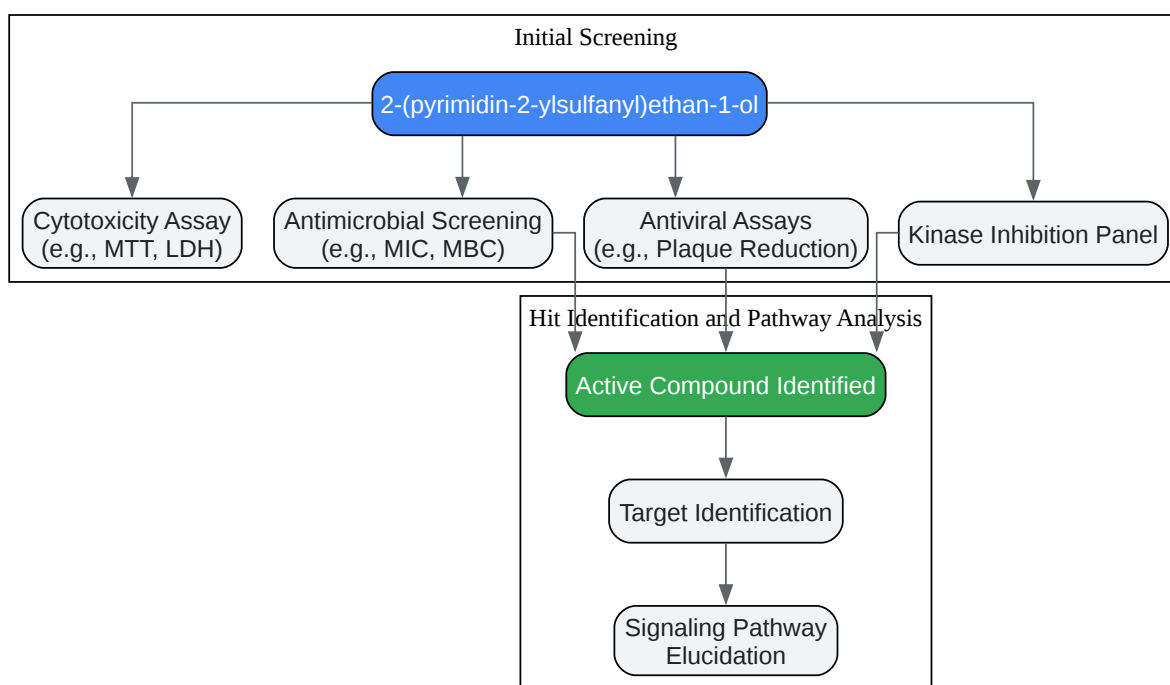 Initial Screening
2-(pyrimidin-2-ylsulfanyl)ethan-1-ol
Cytotoxicity Assay
(e.g., MTT, LDH)
Antimicrobial Screening
(e.g., MIC, MBC)
Antiviral Assays
(e.g., Plaque Reduction)
Kinase Inhibition Panel
Hit Identification and Pathway Analysis
Active Compound Identified
Target Identification
Signaling Pathway
Elucidation